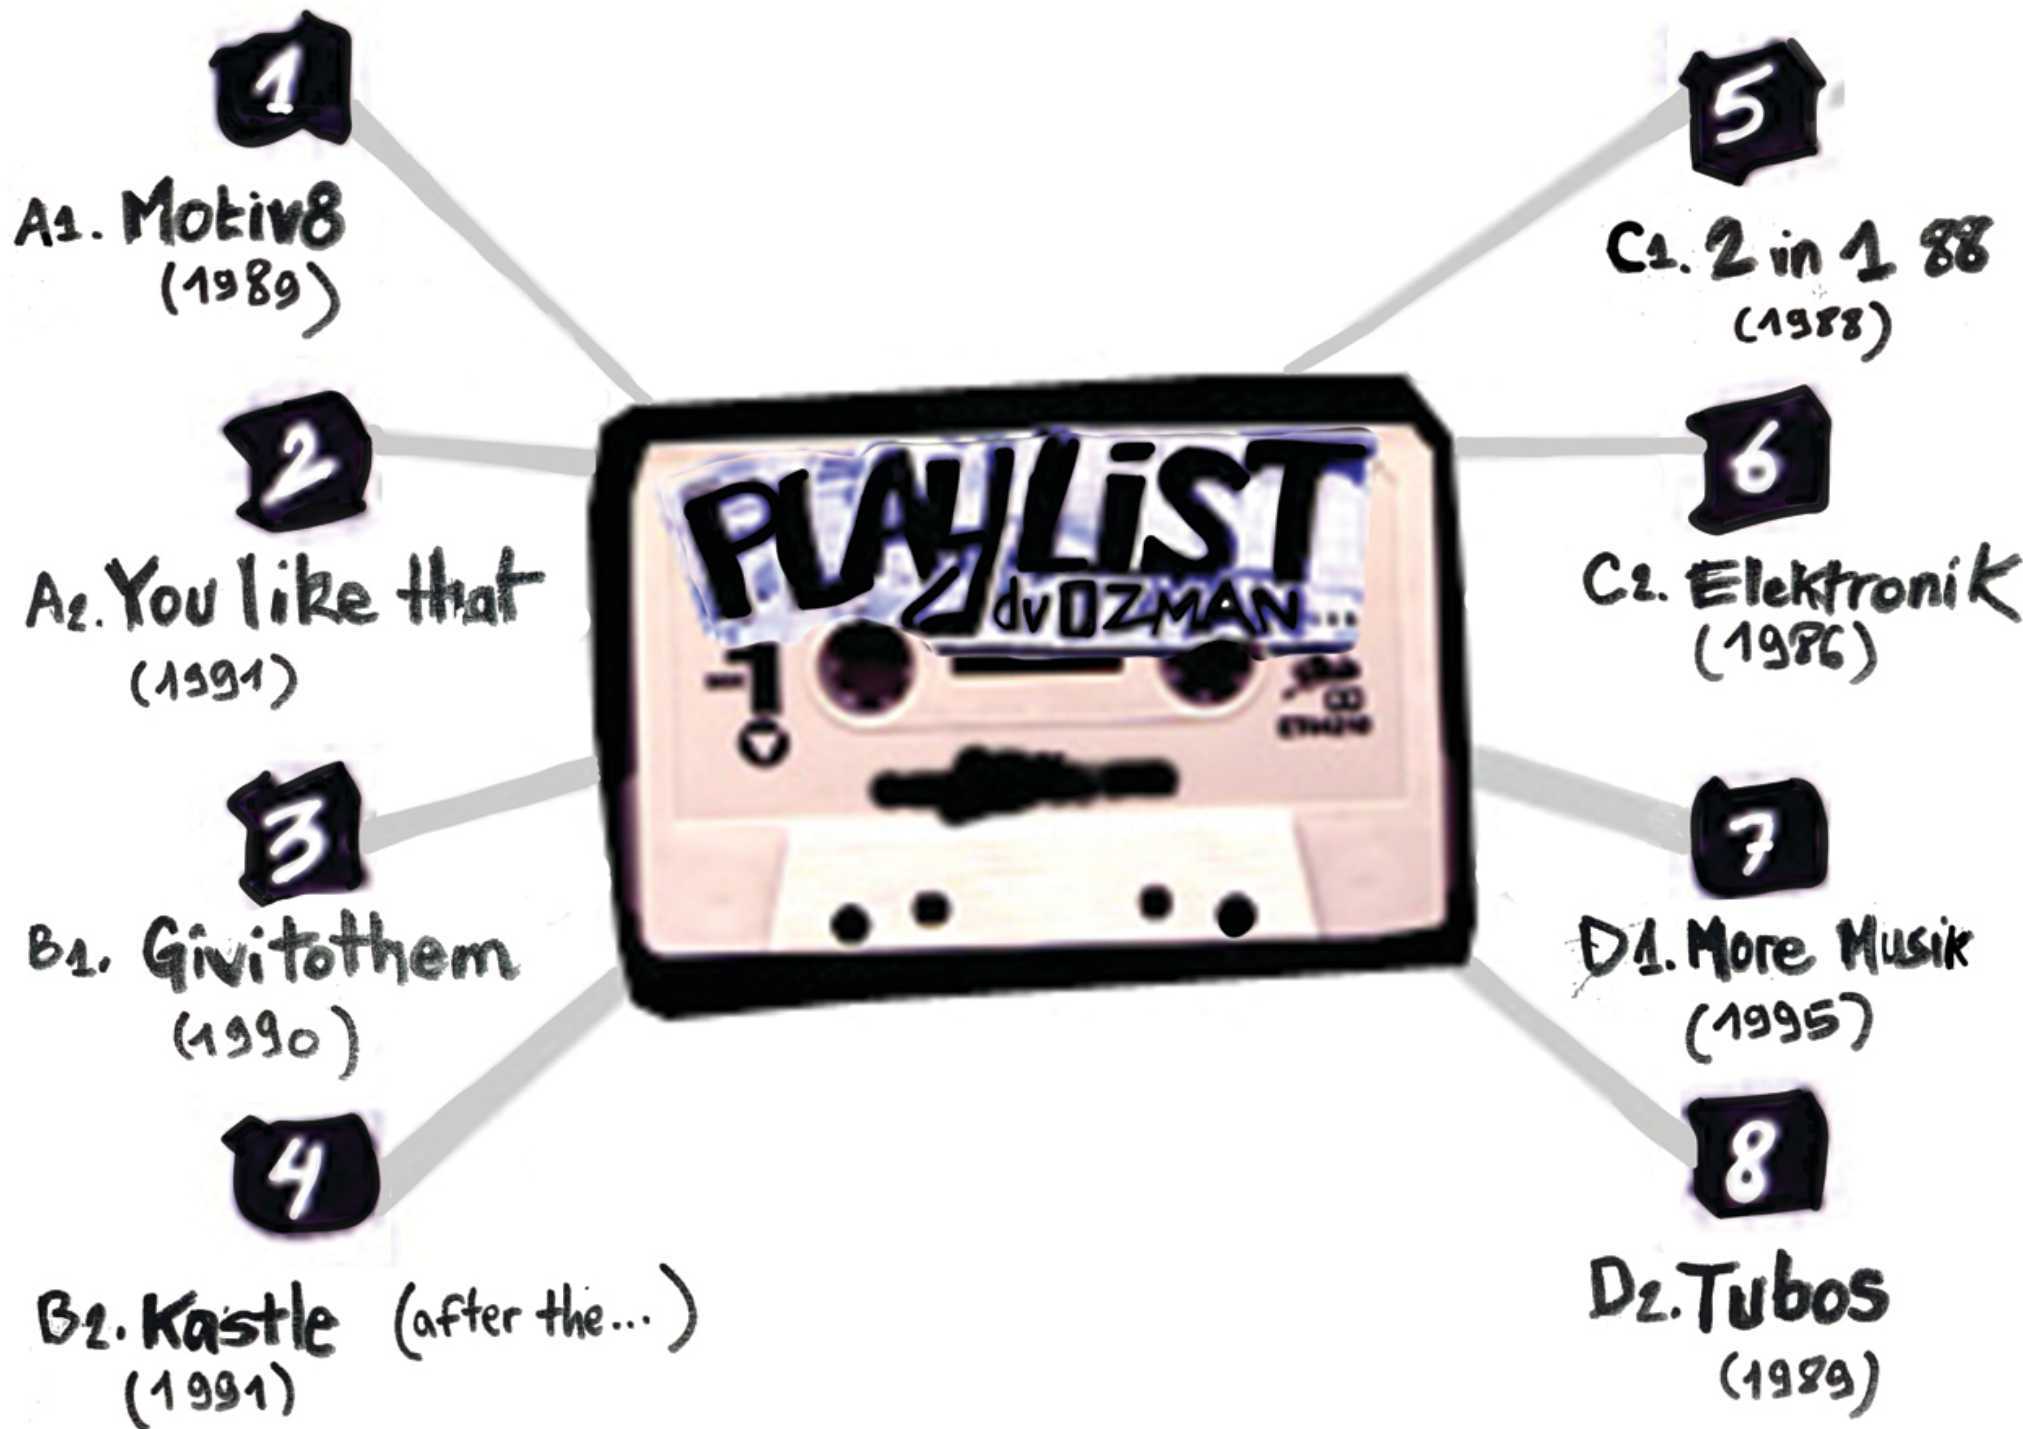 1
A1. Motiv8
(1989)
2
A2. You like that
(1991)
3
B1. Givitothem
(1990)
4
B2. Kastle (after the...)
(1991)
PLAYLiST
dvOZMAN...
5
C1. 2 in 1 88
(1988)
6
C2. Elektronik
(1986)
7
D1. More Musik
(1995)
8
D2. Tubos
(1989)